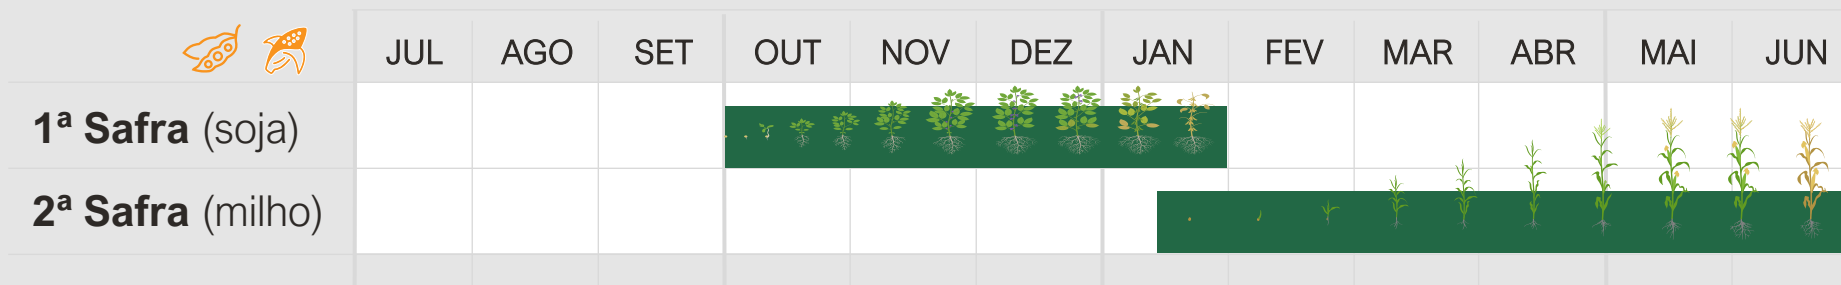 JUL AGO SET OUT NOV DEZ JAN FEV MAR ABR MAI JUN
1ª Safra (soja)
2ª Safra (milho)